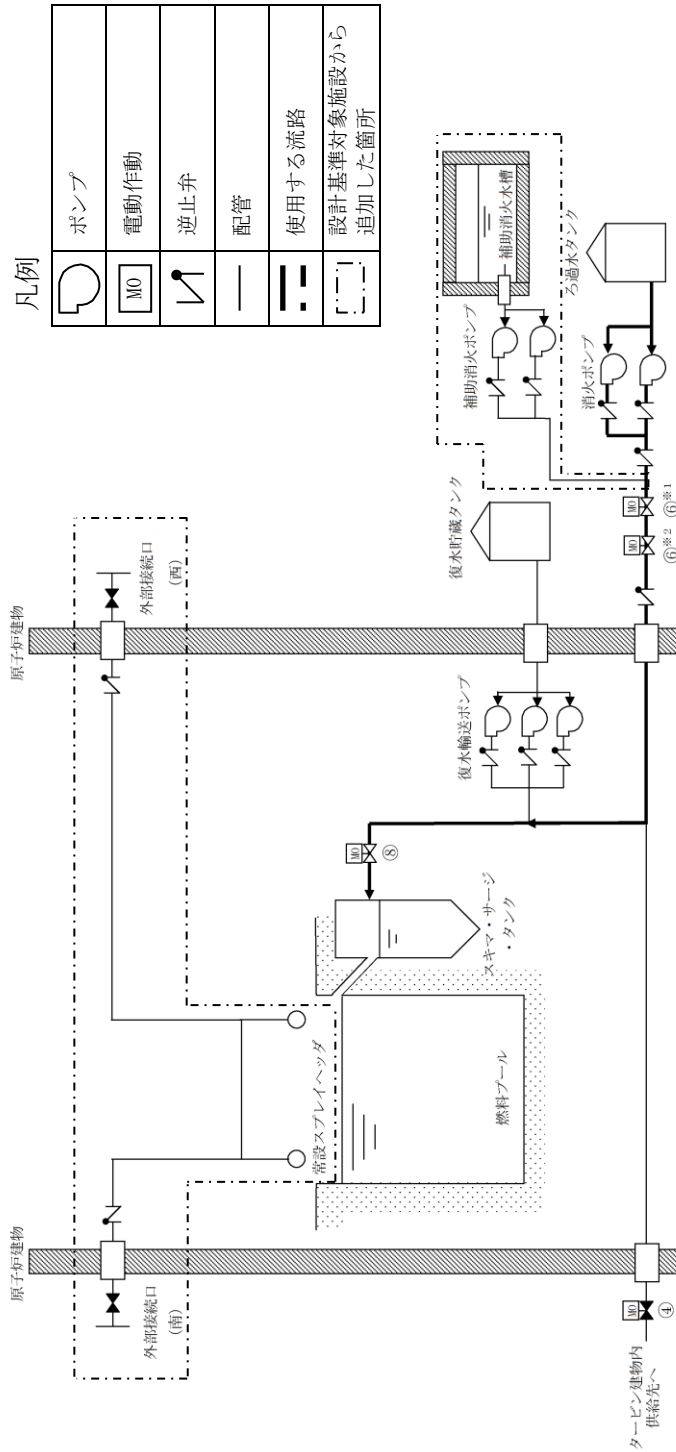 凡例
ポンプ
MO
電動作動
逆止弁
配管
使用する流路
設計基準対象施設から
追加した箇所
原子炉建物
外部接続口
(南)
原子炉建物
外部接続口
(西)
常設スプレイヘッダ
燃料プール
スキマ・サージ
・タンク
MO
⑧
復水輸送ポンプ
復水貯蔵タンク
補助消火ポンプ
補助消火水槽
消火ポンプ
ろ過水タンク
MO
⑥※2
MO
⑥※1
MO
④
タービン建物内
供給先へ